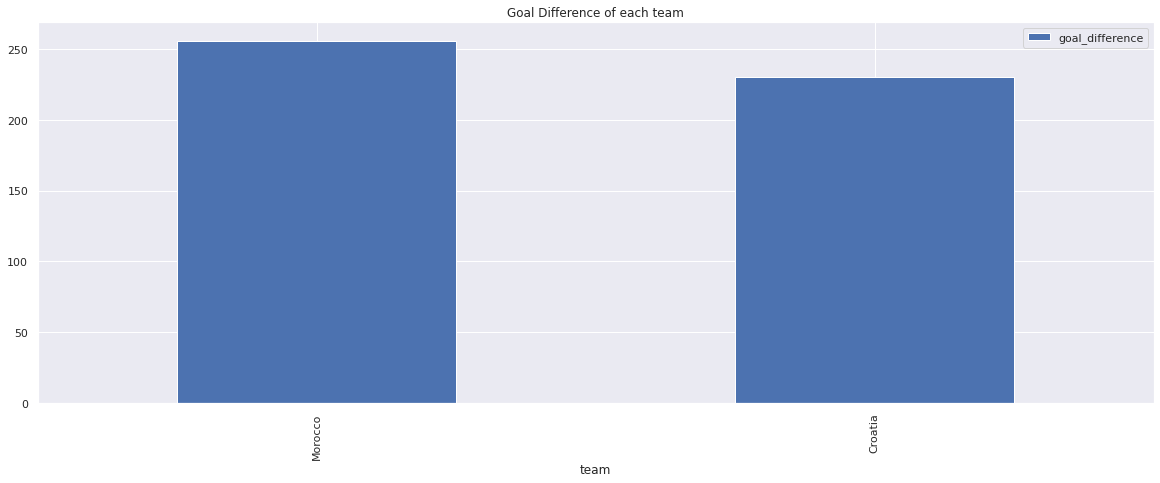 Goal Difference of each team
goal_difference
250
200
150
100
50
0
Morocco
Croatia
team